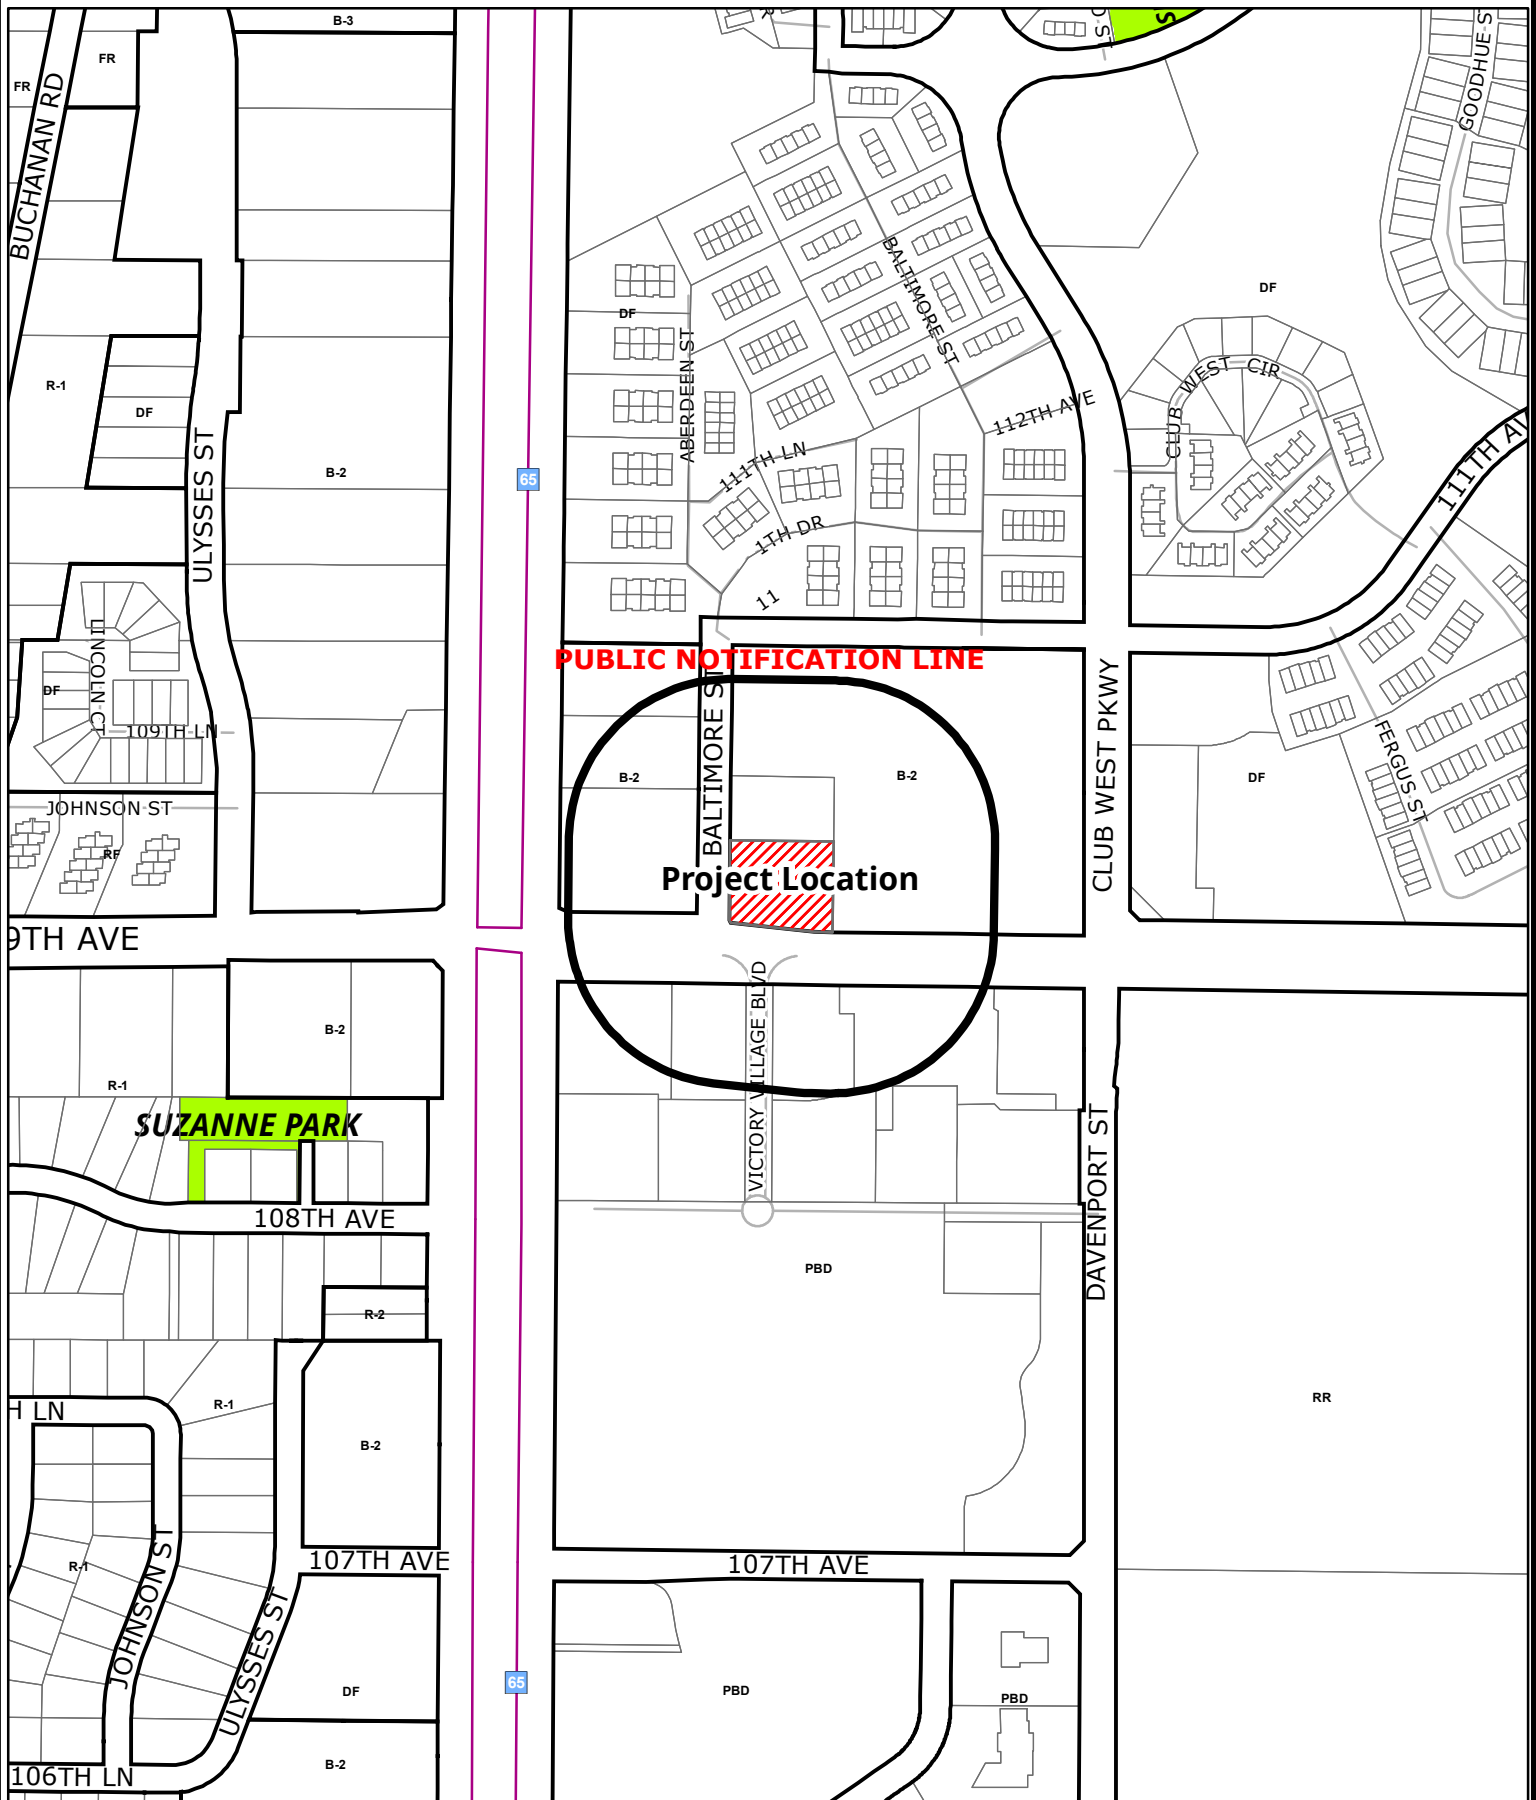 B-3
FR
FR
BUCHANAN RD
GOODHUE S
BALTIMORE ST
DF
DF
ABERDEEN ST
R-1
CLUB WEST CIR
DF
112TH AVE
111TH AV
ULYSSES ST
B-2
65
111TH LN
1TH DR
11
LINCOLN CT
PUBLIC NOTIFICATION LINE
DF
109TH LN
BALTIMORE ST
CLUB WEST PKWY
FERGUS ST
B-2
B-2
DF
JOHNSON ST
RF
Project Location
9TH AVE
VICTORY VILLAGE BLVD
B-2
R-1
SUZANNE PARK
DAVENPORT ST
108TH AVE
PBD
R-2
RR
R-1
H LN
B-2
107TH AVE
107TH AVE
R-1
JOHNSON ST
ULYSSES ST
65
DF
PBD
PBD
B-2
106TH LN